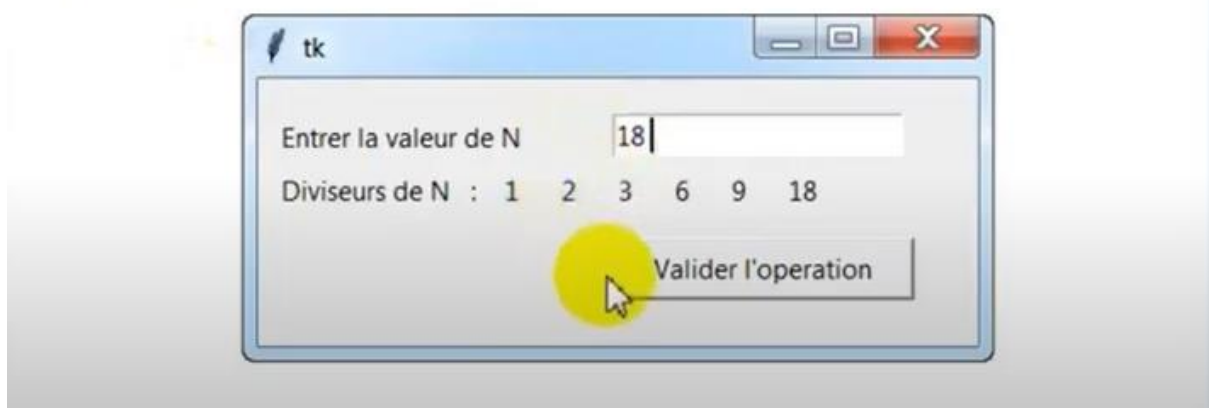 tk
Entrer la valeur de N 18
Diviseurs de N : 1 2 3 6 9 18
Valider l'operation